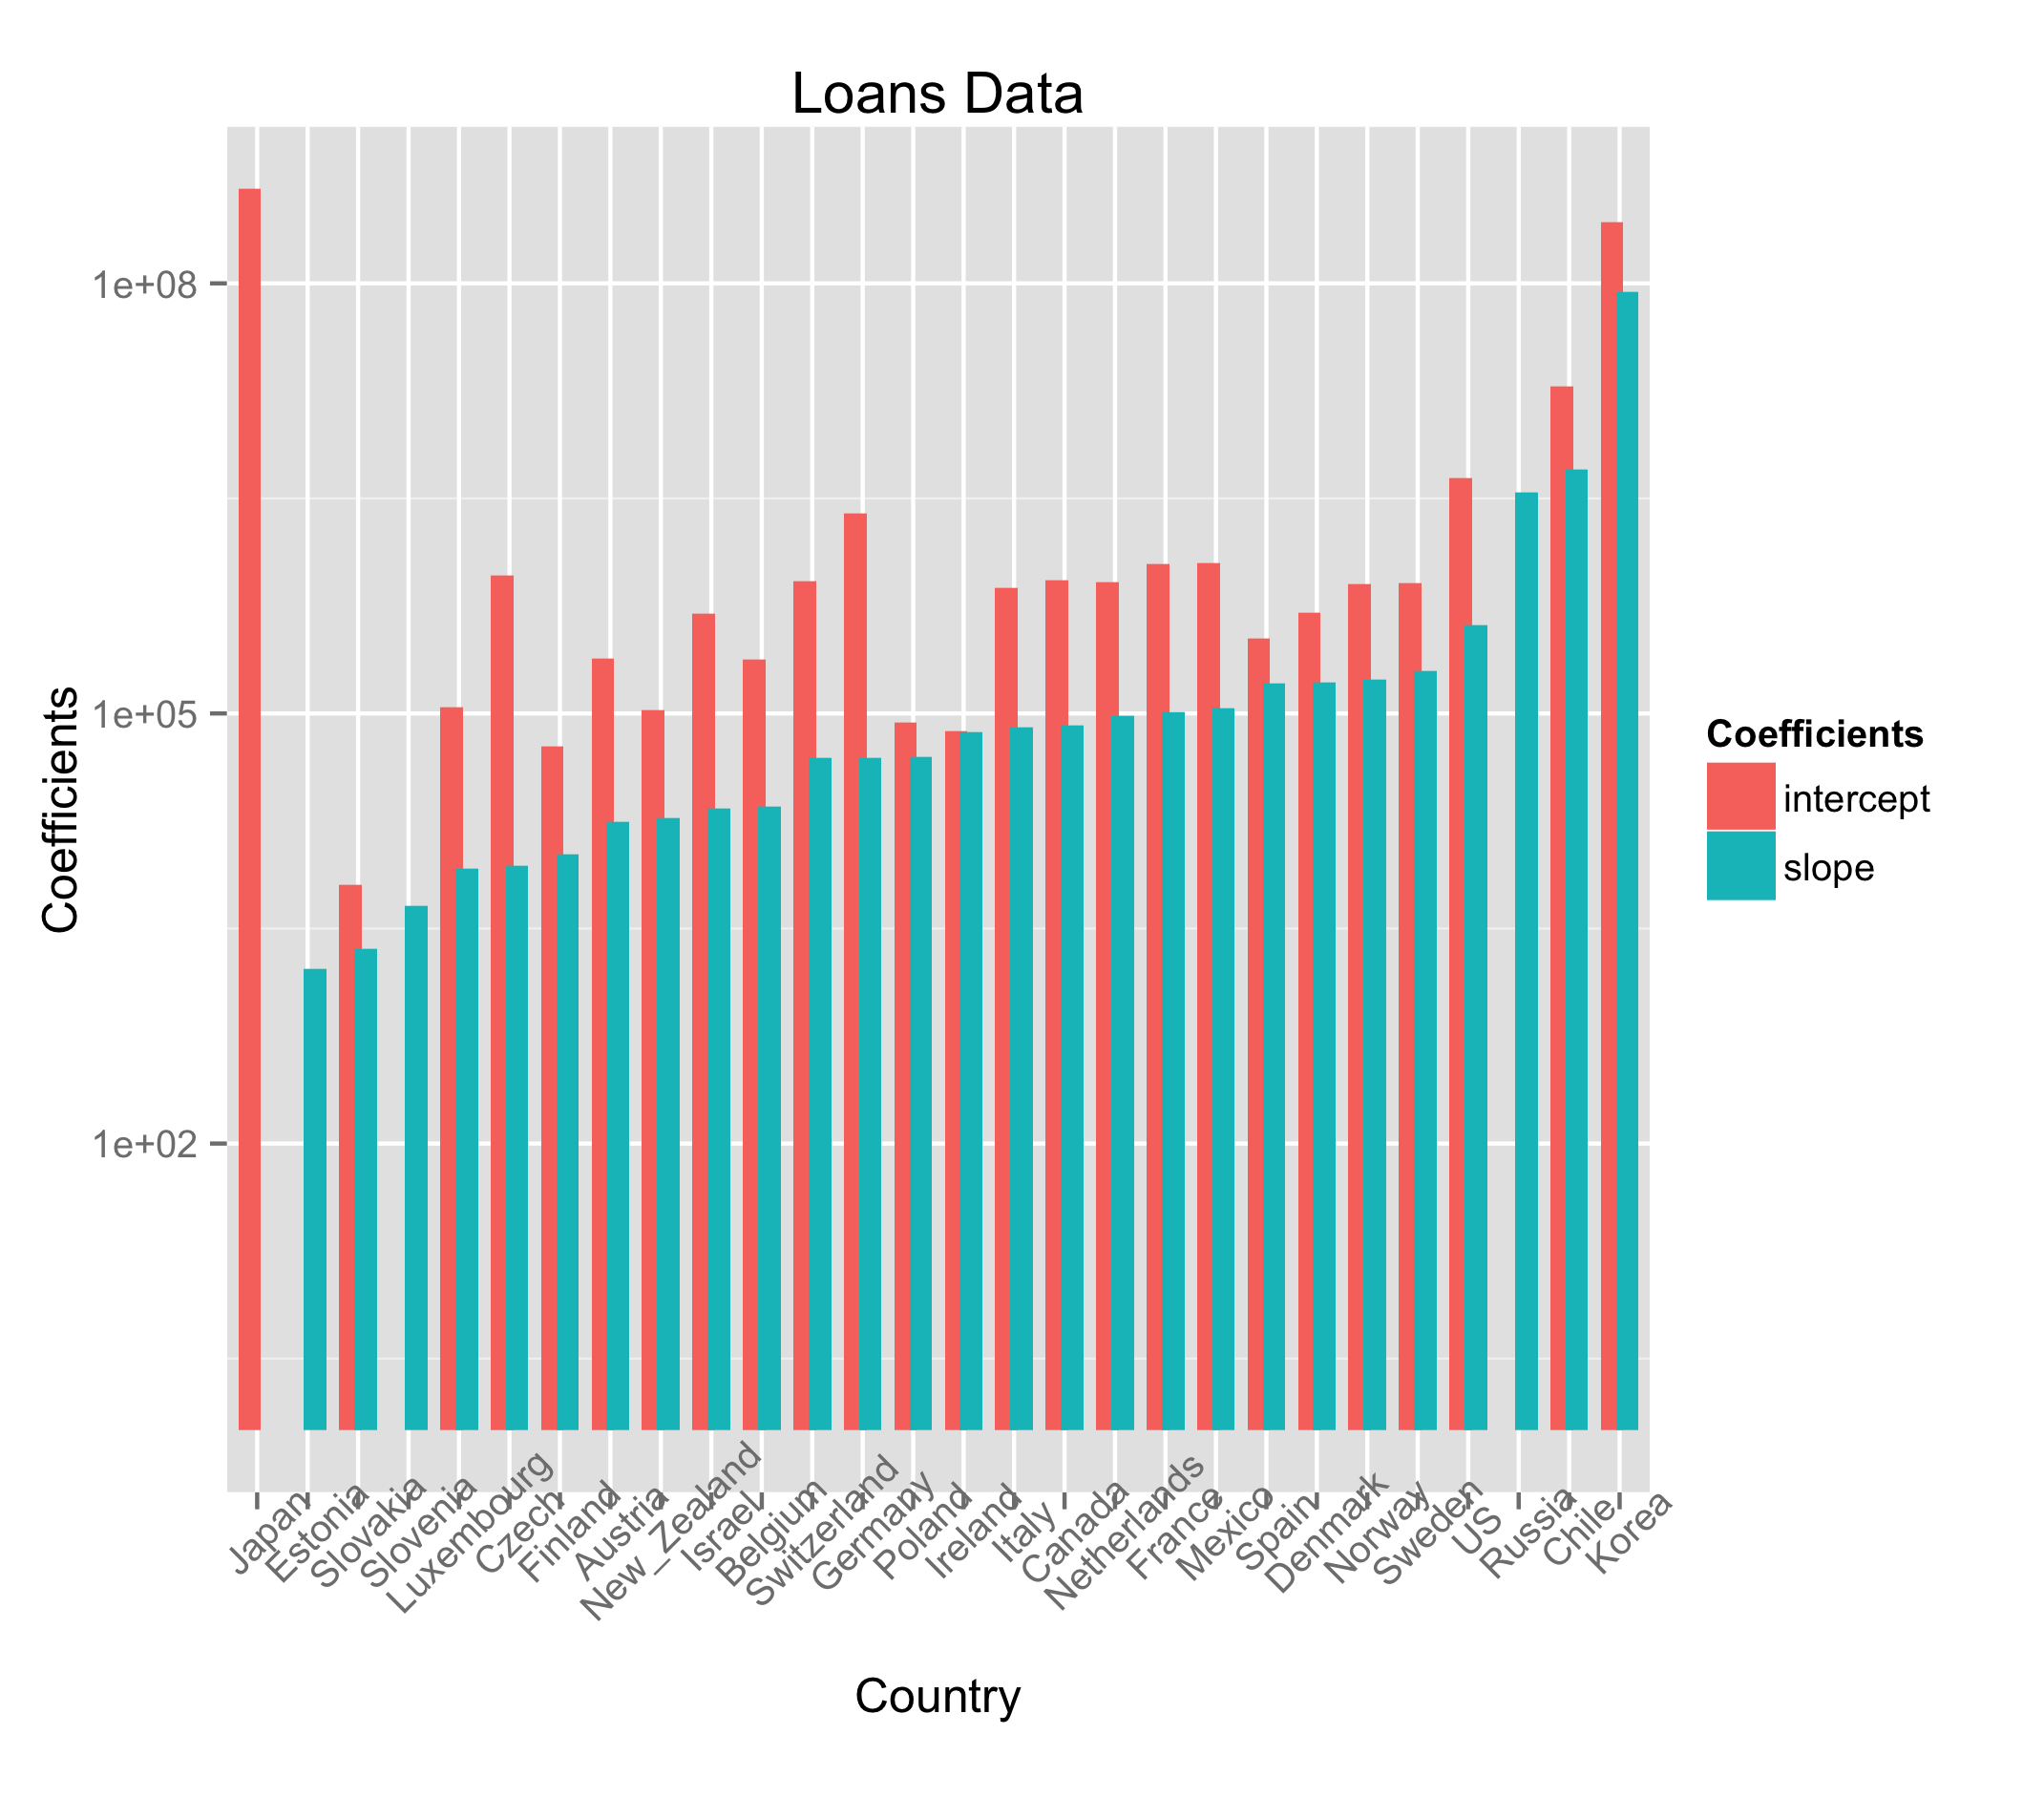 Loans Data
1e+08
1e+05
1e+02
Coefficients
Coefficients
intercept
slope
Japan
Estonia
Slovakia
Slovenia
Luxembourg
Czech
Finland
Austria
New_Zealand
Israel
Belgium
Switzerland
Germany
Poland
Ireland
Italy
Canada
Netherlands
France
Mexico
Spain
Denmark
Norway
Sweden
US
Russia
Chile
Korea
Country